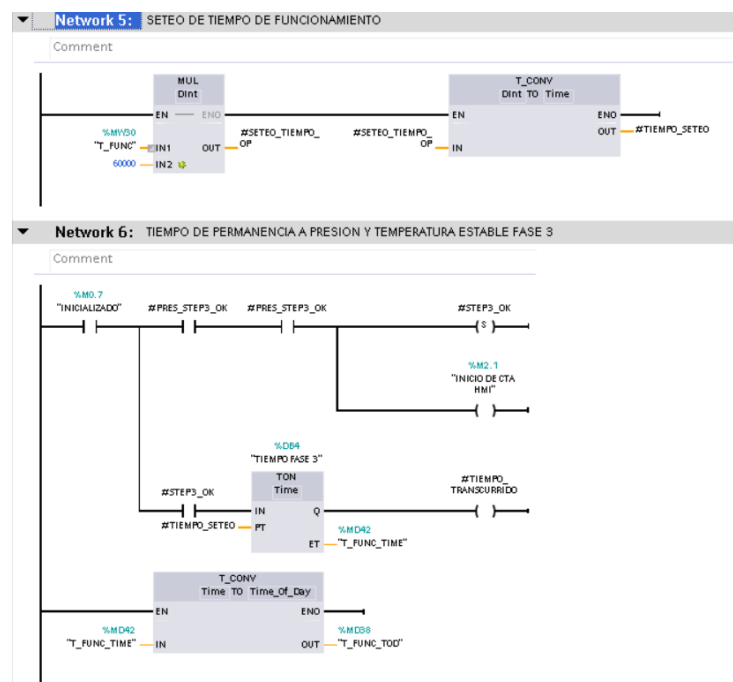 Network 5: SETEO DE TIEMPO DE FUNCIONAMIENTO
Comment
MUL
DInt
EN ENO
%MW30
"T_FUNC" IN1 OUT
#SETEO_TIEMPO_
OP
60000 IN2
T_CONV
DInt TO Time
EN ENO
#SETEO_TIEMPO_
OP IN
OUT #TIEMPO_SETEO
Network 6: TIEMPO DE PERMANENCIA A PRESION Y TEMPERATURA ESTABLE FASE 3
Comment
%M0.7
"INICIALIZADO" #PRES_STEP3_OK #PRES_STEP3_OK #STEP3_OK
S
%M2.1
"INICIO DE CTA
HMI"
%DB4
"TIEMPO FASE 3"
TON
Time
#STEP3_OK
IN Q
#TIEMPO_SETEO PT
ET
%MD42
"T_FUNC_TIME"
#TIEMPO_
TRANSCURRIDO
T_CONV
Time TO Time_Of_Day
EN ENO
%MD42
"T_FUNC_TIME" IN
OUT
%MD38
"T_FUNC_TOD"